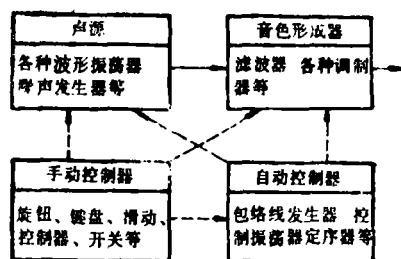 声源
各种波形振荡器
噪声发生器等
音色形成器
滤波器 各种调制
器等
手动控制器
旋钮、键盘、滑动、
控制器、开关等
自动控制器
包络线发生器 控
制振荡器定序器等